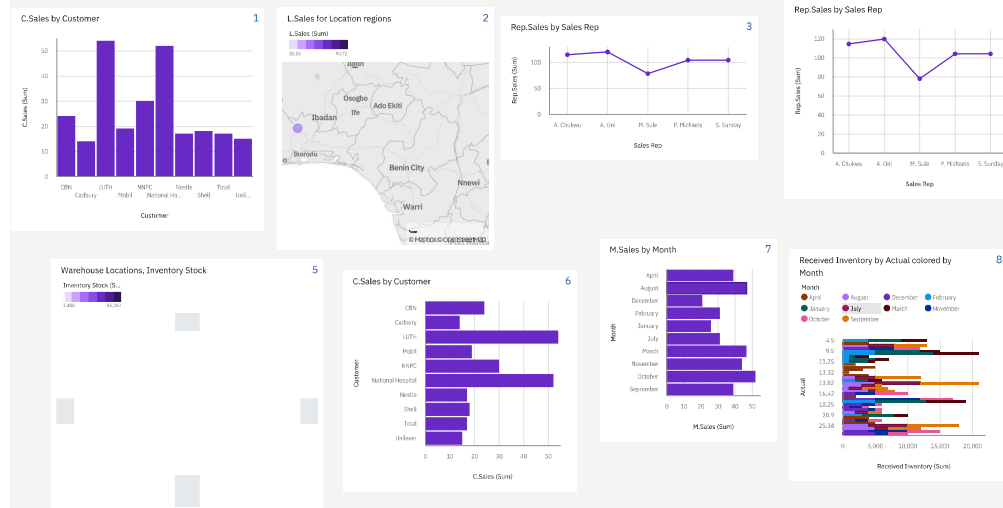 C.Sales by Customer
1
C.Sales (Sum)
50
40
30
20
10
0
CBN
LUTH
NNPC
Nestle
Total
Cadbury
Mobil
National Ho...
Shell
Unil...
Customer
L.Sales for Location regions
2
L.Sales (Sum)
Osogbo
Ado Ekiti
Ife
Ibadan
Ikorodu
Benin City
Nnewi
Warri
© Mapbox © OpenStreetMap
Rep.Sales by Sales Rep
3
Rep.Sales (Sum)
100
50
0
A. Chukwu
A. Oni
M. Sule
P. Michaels
S. Sunday
Sales Rep
Rep.Sales by Sales Rep
Rep.Sales (Sum)
120
100
80
60
40
20
0
A. Chukwu
A. Oni
M. Sule
P. Michaels
S. Sunday
Sales Rep
Warehouse Locations, Inventory Stock
5
Inventory Stock (S...
C.Sales by Customer
6
Customer
CBN
Cadbury
LUTH
Mobil
NNPC
National Hospital
Nestle
Shell
Total
Unilever
0
10
20
30
40
50
C.Sales (Sum)
M.Sales by Month
7
Month
April
August
December
February
January
July
March
November
October
September
0
10
20
30
40
50
M.Sales (Sum)
Received Inventory by Actual colored by
Month
8
Month
April
August
December
February
January
July
March
November
October
September
Actual
4.5
9.5
11.25
13.32
13.82
16.42
18.25
20.9
25.34
0
5,000
10,000
15,000
20,000
Received Inventory (Sum)